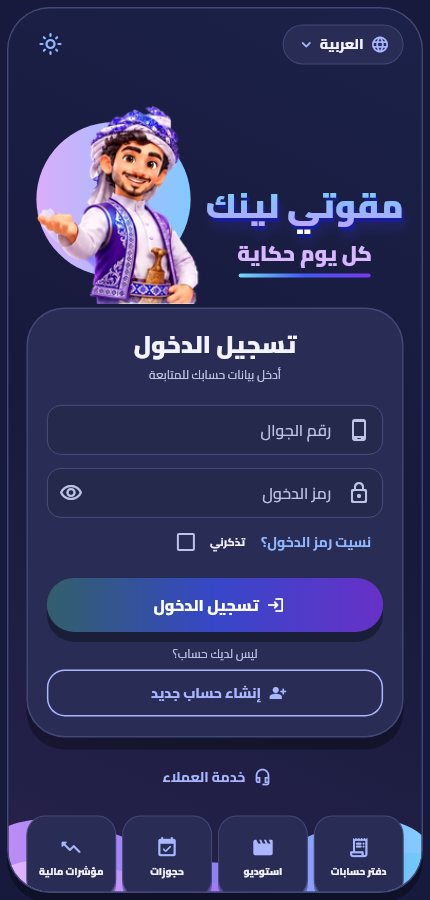 العربية
مقوتي لينك
كل يوم حكاية
تسجيل الدخول
أدخل بيانات حسابك للمتابعة
رقم الجوال
رمز الدخول
نسيت رمز الدخول؟ تذكرني
تسجيل الدخول
ليس لديك حساب؟
إنشاء حساب جديد
خدمة العملاء
دفتر حسابات
استوديو
حجوزات
مؤشرات مالية